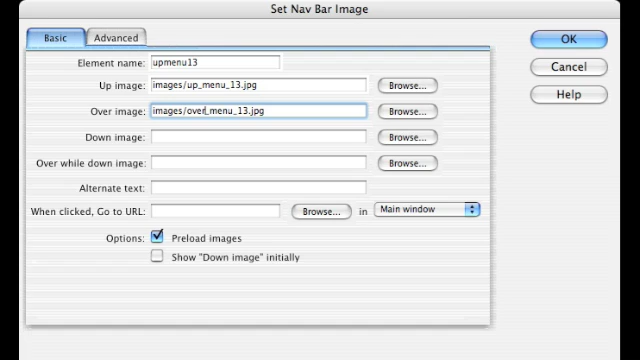 Set Nav Bar Image
Basic Advanced
OK
Element name: upmenu13
Cancel
Up image: images/up_menu_13.jpg Browse...
Help
Over image: images/over_menu_13.jpg Browse...
Down image: Browse...
Over while down image: Browse...
Alternate text:
When clicked, Go to URL: Browse... in Main window
Options: Preload images
Show "Down image" initially